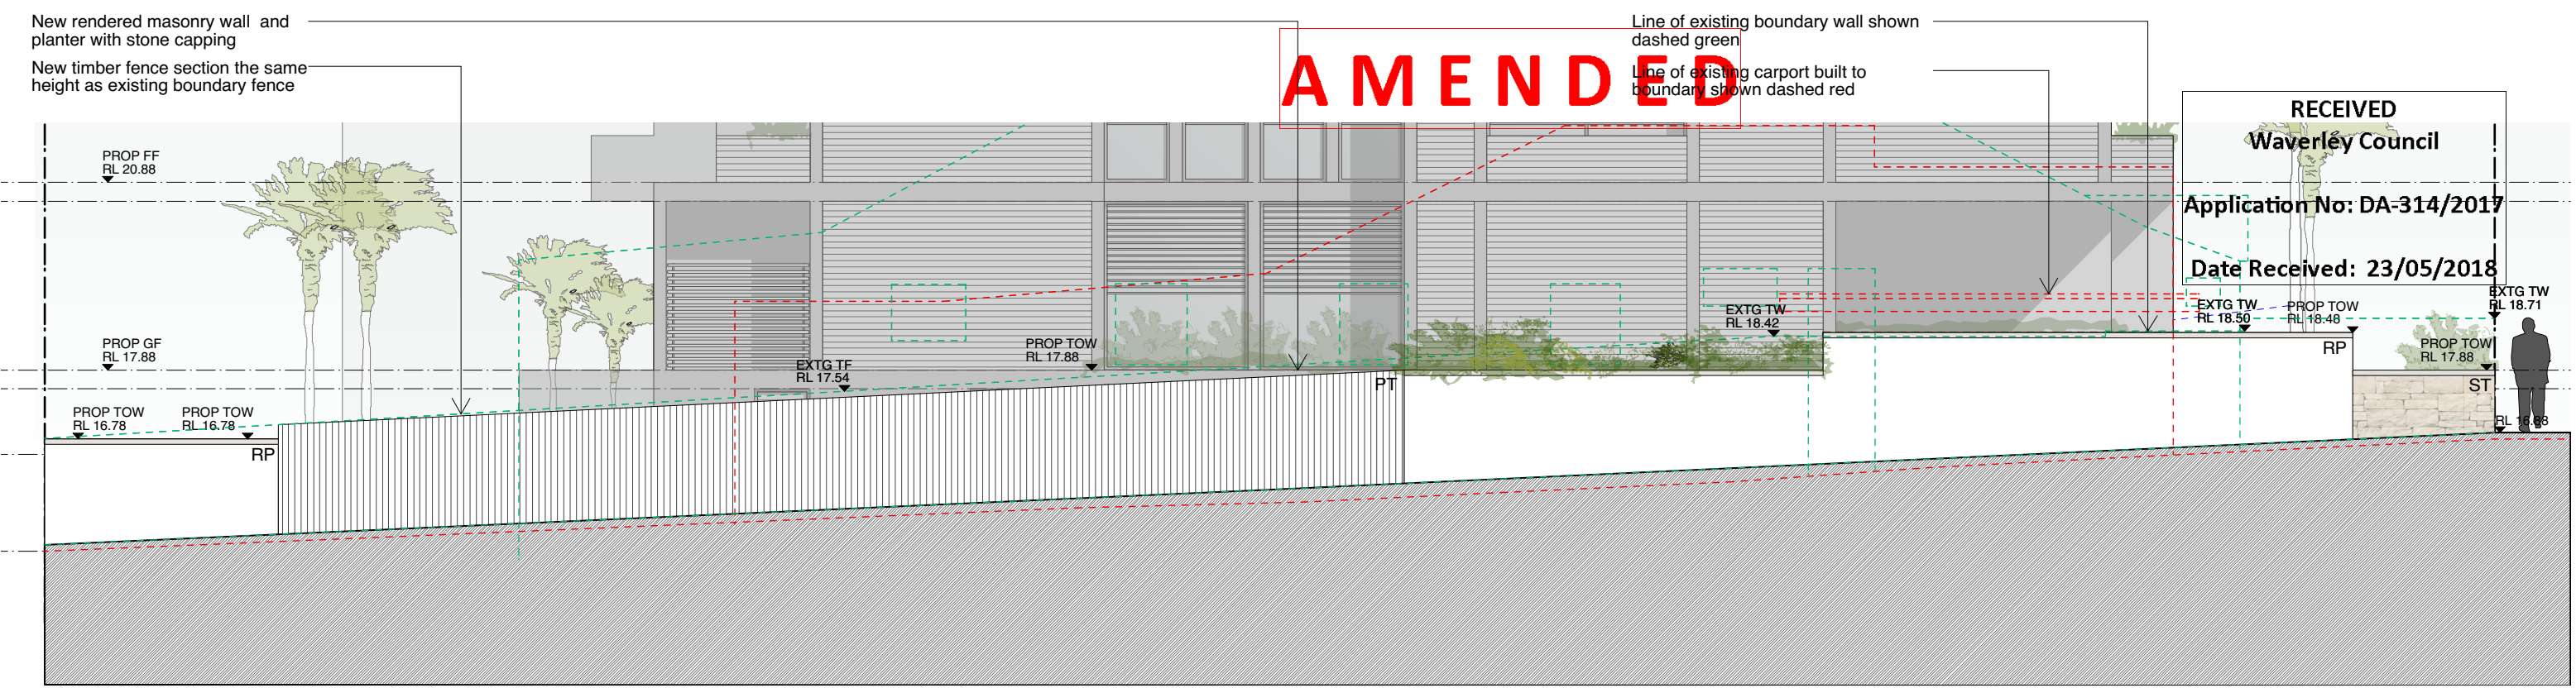 New rendered masonry wall and
planter with stone capping
New timber fence section the same
height as existing boundary fence
AMENDED
Line of existing boundary wall shown
dashed green
Line of existing carport built to
boundary shown dashed red
RECEIVED
Waverley Council
Application No: DA-314/2017
Date Received: 23/05/2018
PROP FF
RL 20.88
PROP GF
RL 17.88
PROP TOW
RL 16.78
PROP TOW
RL 16.78
RP
EXTG TF
RL 17.54
PROP TOW
RL 17.88
PT
EXTG TW
RL 18.42
EXTG TW
RL 18.50
PROP TOW
RL 18.48
RP
EXTG TW
RL 18.71
PROP TOW
RL 17.88
ST
RL 16.88